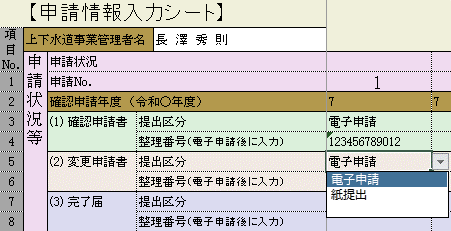 【申請情報入力シート】
項目No. 上下水道事業管理者名 長 澤 秀 則
申請状況等 申請状況
1 申請No. 1
2 確認申請年度（令和〇年度） 7 7
3 (1) 確認申請書 提出区分 電子申請
4 整理番号(電子申請後に入力) 123456789012
5 (2) 変更申請書 提出区分 電子申請
6 整理番号(電子申請後に入力) 電子申請
7 (3) 完了届 提出区分 紙提出
8 整理番号(電子申請後に入力)